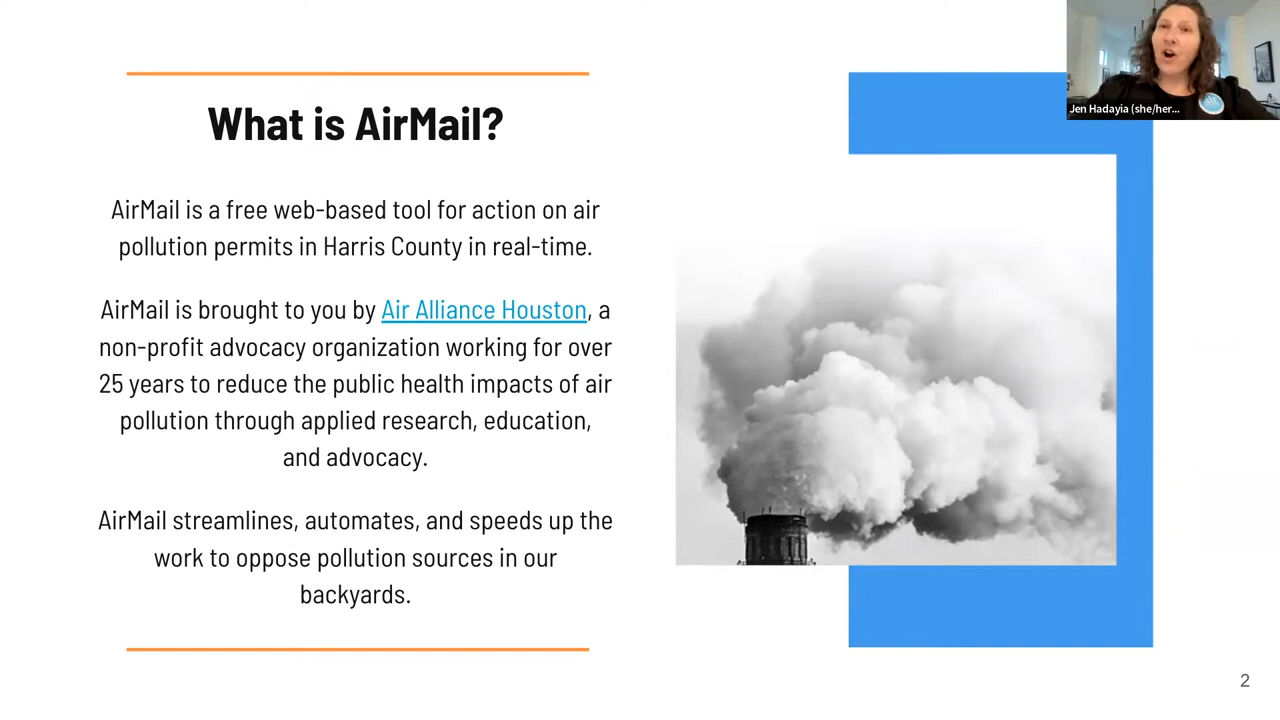 Jen Hadayia (she/her...
What is AirMail?
AirMail is a free web-based tool for action on air
pollution permits in Harris County in real-time.
AirMail is brought to you by Air Alliance Houston, a
non-profit advocacy organization working for over
25 years to reduce the public health impacts of air
pollution through applied research, education,
and advocacy.
AirMail streamlines, automates, and speeds up the
work to oppose pollution sources in our
backyards.
2